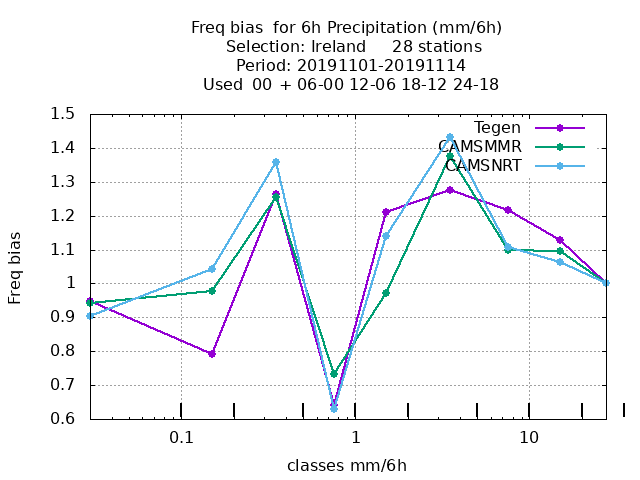 Freq bias  for 6h Precipitation (mm/6h)
Selection: Ireland     28 stations
Period: 20191101-20191114
Used  00  + 06-00 12-06 18-12 24-18
Tegen
CAMSMMR
CAMSNRT
1.5
1.4
1.3
1.2
1.1
1
0.9
0.8
0.7
0.6
Freq bias
0.1
1
10
classes mm/6h